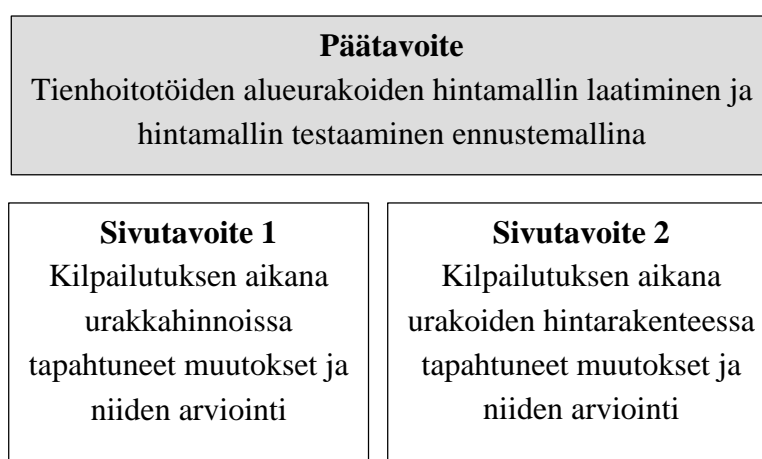 Päätavoite
Tienhoitotöiden alueurakoiden hintamallin laatiminen ja
hintamallin testaaminen ennustemallina
Sivutavoite 1
Kilpailutuksen aikana
urakkahinnoissa
tapahtuneet muutokset ja
niiden arviointi
Sivutavoite 2
Kilpailutuksen aikana
urakoiden hintarakenteessa
tapahtuneet muutokset ja
niiden arviointi